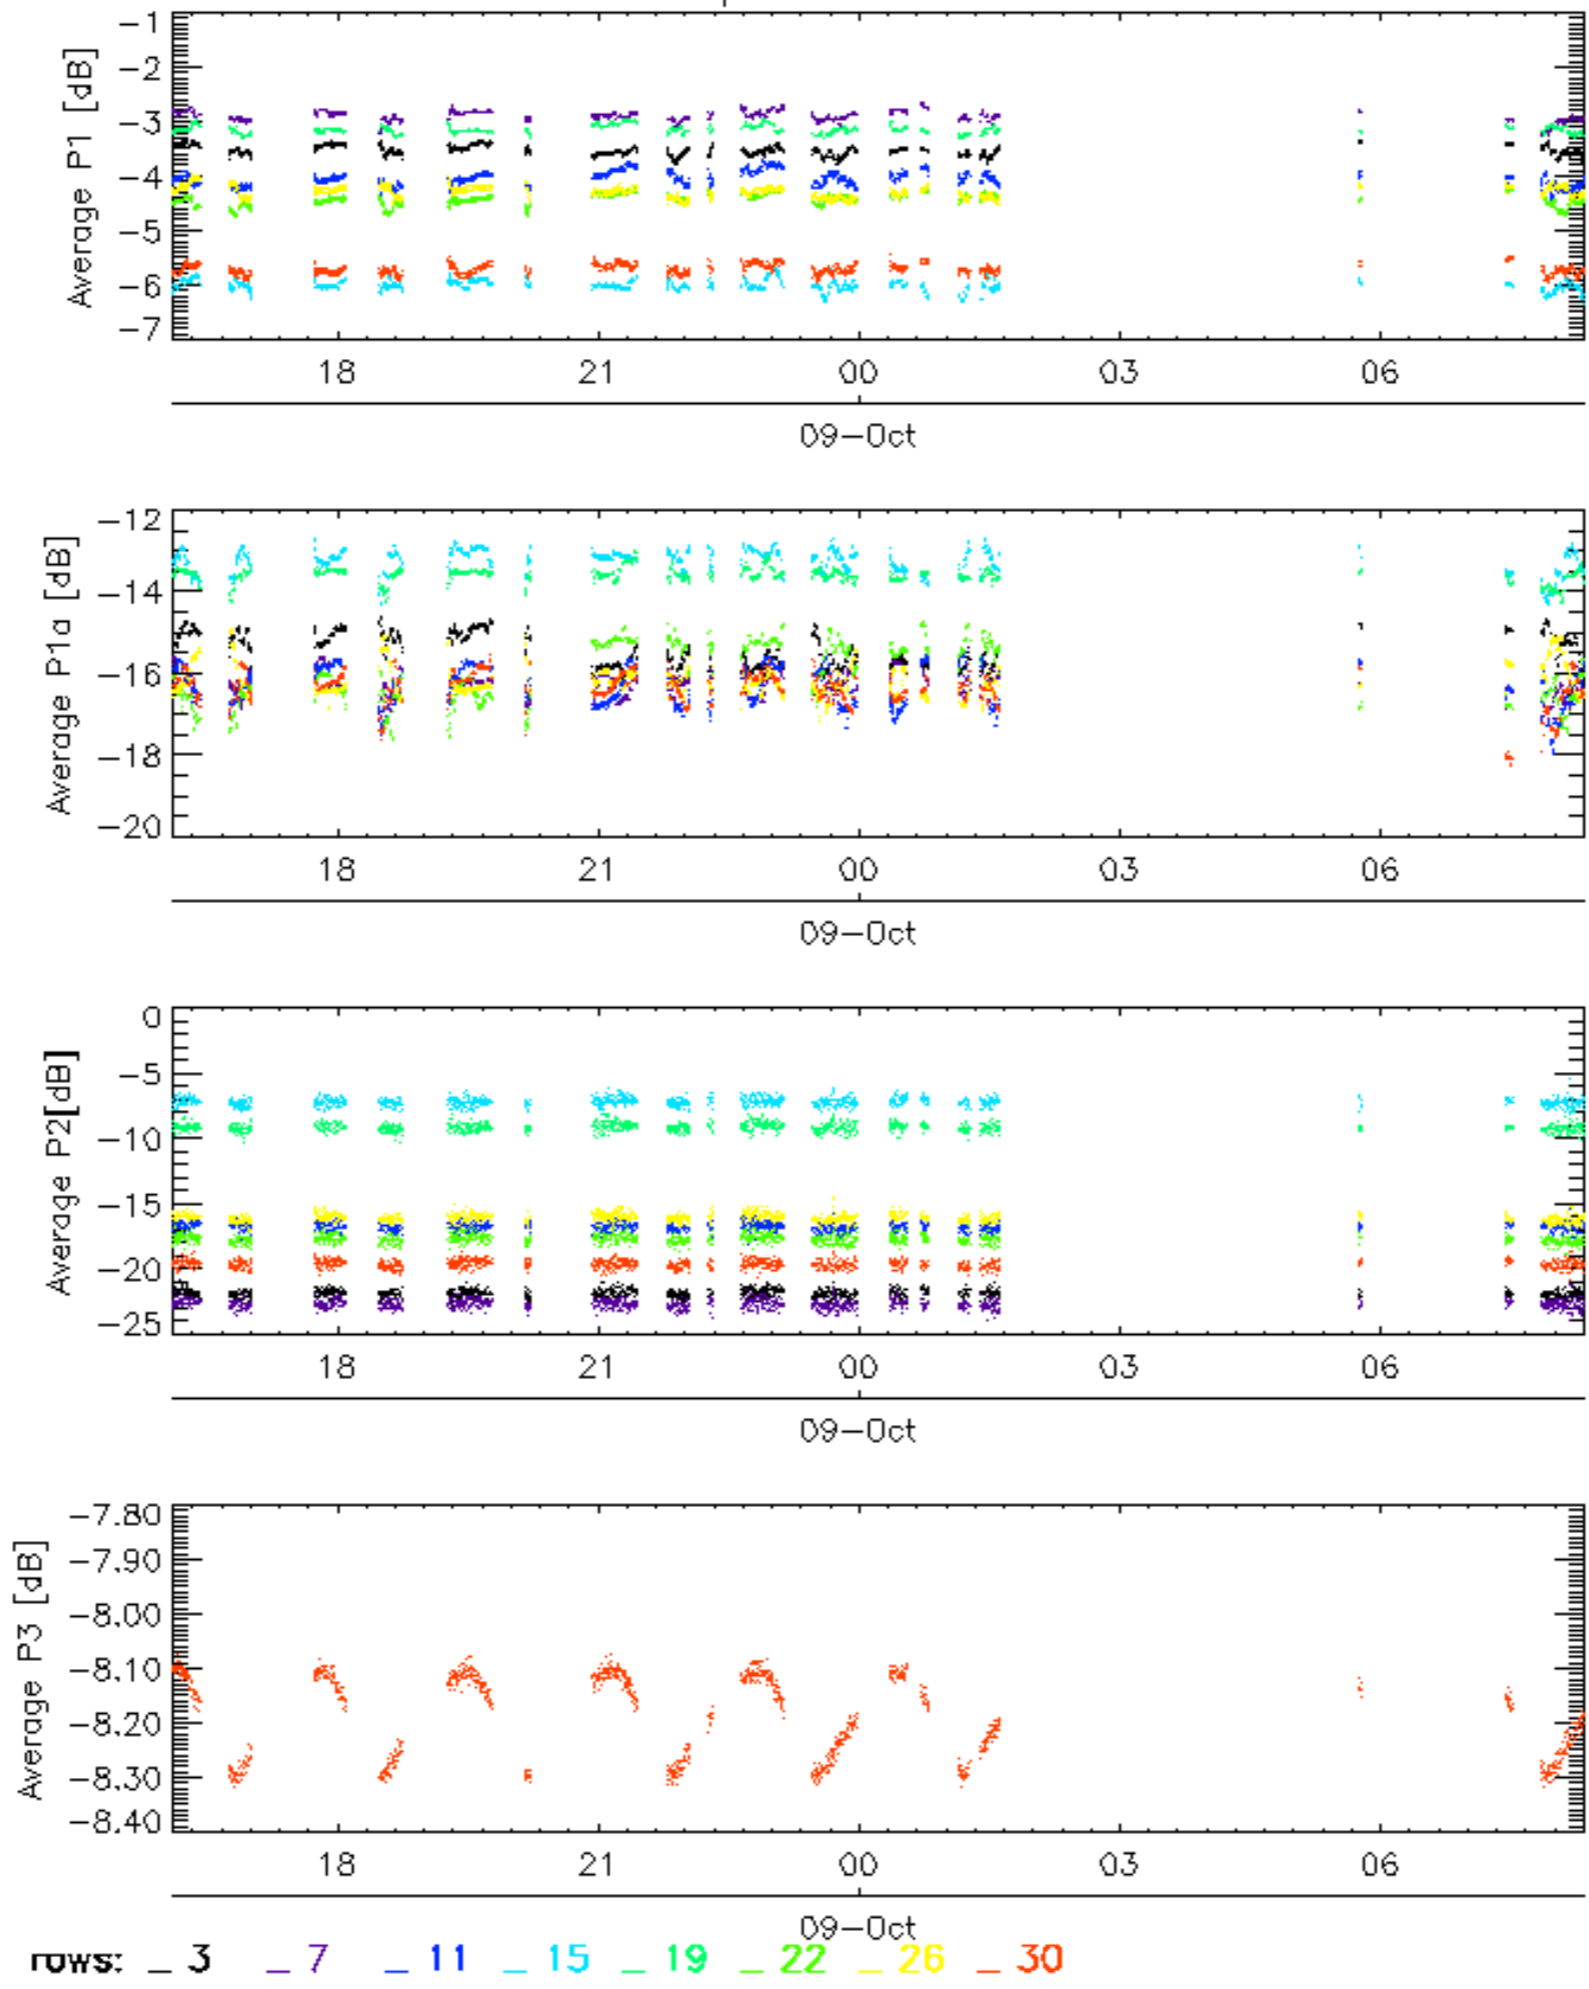 -1
-2
-3
-4
-5
-6
-7
Average P1 [dB]
18 21 00 03 06
09-Oct
-12
-14
-16
-18
-20
Average P1a [dB]
18 21 00 03 06
09-Oct
0
-5
-10
-15
-20
-25
Average P2[dB]
18 21 00 03 06
09-Oct
-7.80
-7.90
-8.00
-8.10
-8.20
-8.30
-8.40
Average P3 [dB]
18 21 00 03 06
09-Oct
rows: _ 3 _ 7 _ 11 _ 15 _ 19 _ 22 _ 26 _ 30